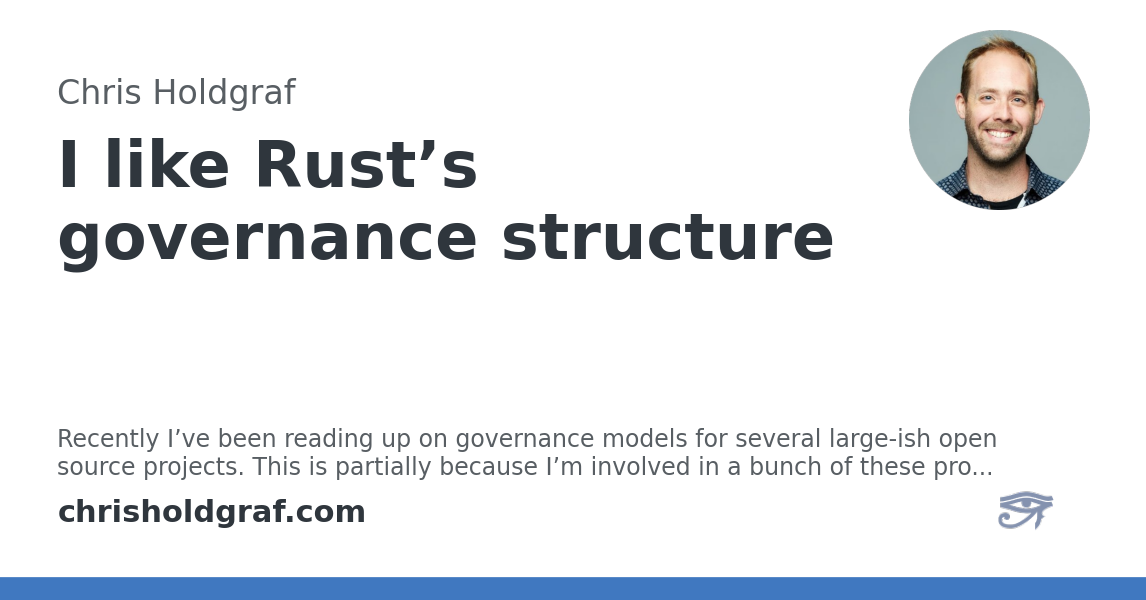 Chris Holdgraf
I like Rust’s
governance structure
Recently I’ve been reading up on governance models for several large-ish open
source projects. This is partially because I’m involved in a bunch of these pro...
chrisholdgraf.com